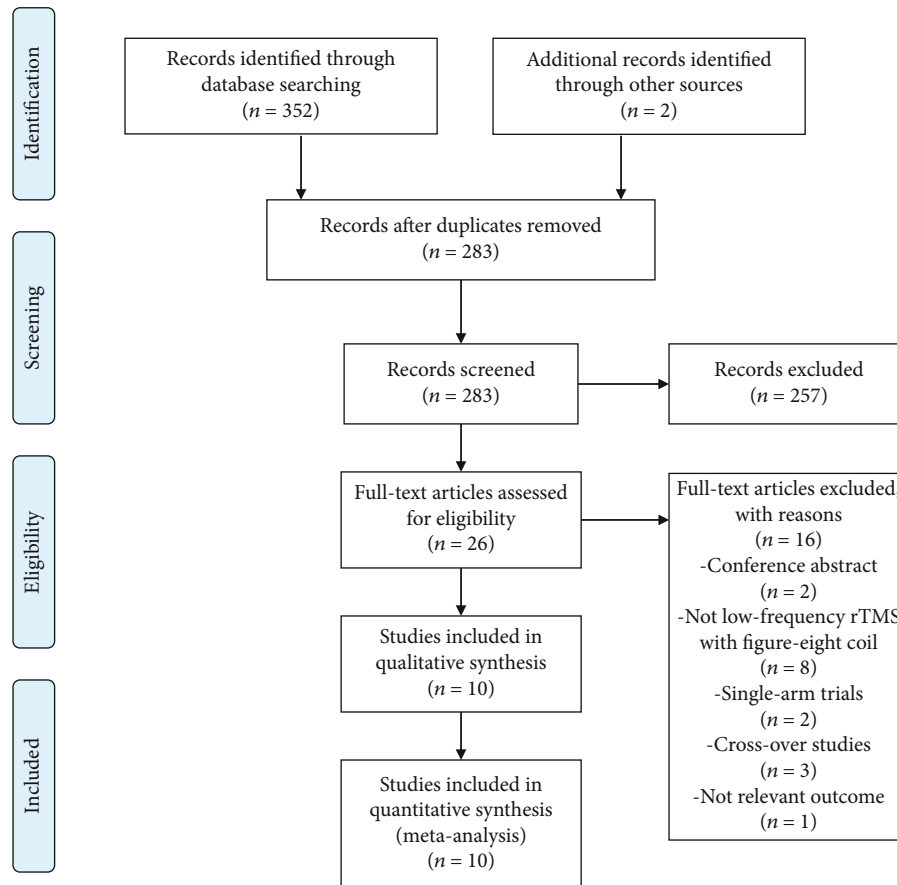 Identification
Records identified through
database searching
(n = 352)
Additional records identified
through other sources
(n = 2)
Records after duplicates removed
(n = 283)
Screening
Records screened
(n = 283)
Records excluded
(n = 257)
Eligibility
Full-text articles assessed
for eligibility
(n = 26)
Full-text articles excluded,
with reasons
(n = 16)
-Conference abstract
(n = 2)
-Not low-frequency rTMS
with figure-eight coil
(n = 8)
-Single-arm trials
(n = 2)
-Cross-over studies
(n = 3)
-Not relevant outcome
(n = 1)
Studies included in
qualitative synthesis
(n = 10)
Included
Studies included in
quantitative synthesis
(meta-analysis)
(n = 10)